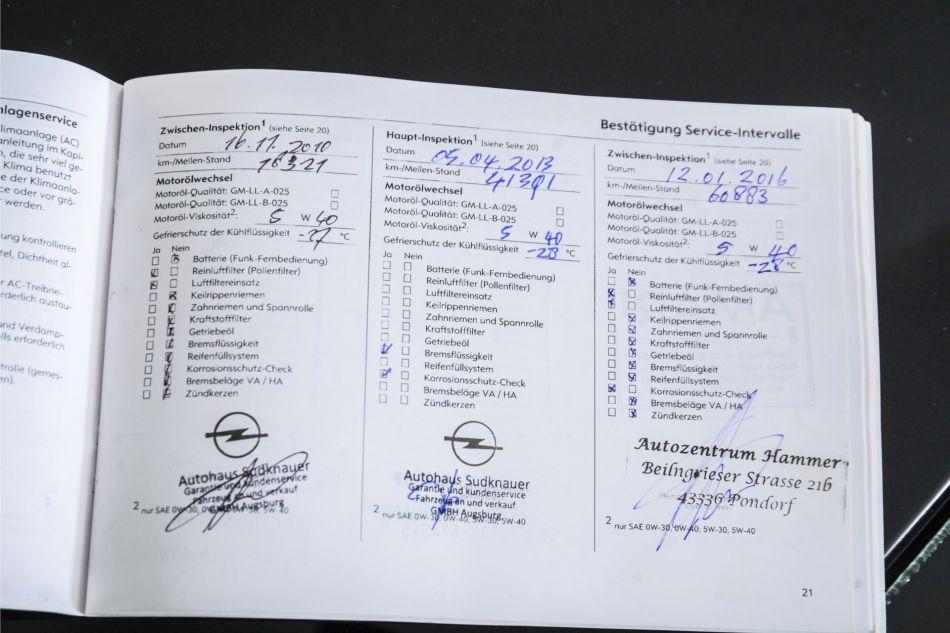 nlagenservice
limaanlage (AC)
anleitung im Kapi-
n, die sehr viel ge-
Klima benutzt
e der Klimaanla-
ce oder vor grö-
werden.
ung kontrollieren
tel, Dichtheit al-
r AC-Treibrie-
orderlich austau-
und Verdamp-
lls erforderlich
trolle (gemes-
en).
Bestätigung Service-Intervalle
Zwischen-Inspektion¹ (siehe Seite 20)
Datum 16.11.2010
km-/Meilen-Stand
Motorölwechsel
Motoröl-Qualität: GM-LL-A-025
Motoröl-Qualität: GM-LL-B-025
Motoröl-Viskosität²: 5 W 40
Gefrierschutz der Kühlflüssigkeit -37 °C
Ja Nein
Batterie (Funk-Fernbedienung)
Reinluftfilter (Pollenfilter)
Luftfiltereinsatz
Keilrippenriemen
Zahnriemen und Spannrolle
Kraftstofffilter
Getriebeöl
Bremsflüssigkeit
Reifenfüllsystem
Korrosionsschutz-Check
Bremsbeläge VA / HA
Zündkerzen
Autohaus Sudknauer
Garantie und kundenservice
Fahrzeug an und verkauf
GMBH Augsburg
² nur SAE 0W-30, 0W-40, 5W-30, 5W-40
Haupt-Inspektion¹ (siehe Seite 20)
Datum 05.04.2013
km-/Meilen-Stand 41391
Motorölwechsel
Motoröl-Qualität: GM-LL-A-025
Motoröl-Qualität: GM-LL-B-025
Motoröl-Viskosität²: 5 W 40
Gefrierschutz der Kühlflüssigkeit -28 °C
Ja Nein
Batterie (Funk-Fernbedienung)
Reinluftfilter (Pollenfilter)
Luftfiltereinsatz
Keilrippenriemen
Zahnriemen und Spannrolle
Kraftstofffilter
Getriebeöl
Bremsflüssigkeit
Reifenfüllsystem
Korrosionsschutz-Check
Bremsbeläge VA / HA
Zündkerzen
Autohaus Sudknauer
Garantie und kundenservice
Fahrzeug an und verkauf
GMBH Augsburg
² nur SAE 0W-30, 0W-40, 5W-30, 5W-40
Zwischen-Inspektion¹ (siehe Seite 20)
Datum 12.01.2016
km-/Meilen-Stand 60883
Motorölwechsel
Motoröl-Qualität: GM-LL-A-025
Motoröl-Qualität: GM-LL-B-025
Motoröl-Viskosität²: 5 W 40
Gefrierschutz der Kühlflüssigkeit -28 °C
Ja Nein
Batterie (Funk-Fernbedienung)
Reinluftfilter (Pollenfilter)
Luftfiltereinsatz
Keilrippenriemen
Zahnriemen und Spannrolle
Kraftstofffilter
Getriebeöl
Bremsflüssigkeit
Reifenfüllsystem
Korrosionsschutz-Check
Bremsbeläge VA / HA
Zündkerzen
Autozentrum Hammer
Beilngrieser Strasse 21b
43336 Pondorf
² nur SAE 0W-30, 0W-40, 5W-30, 5W-40
21